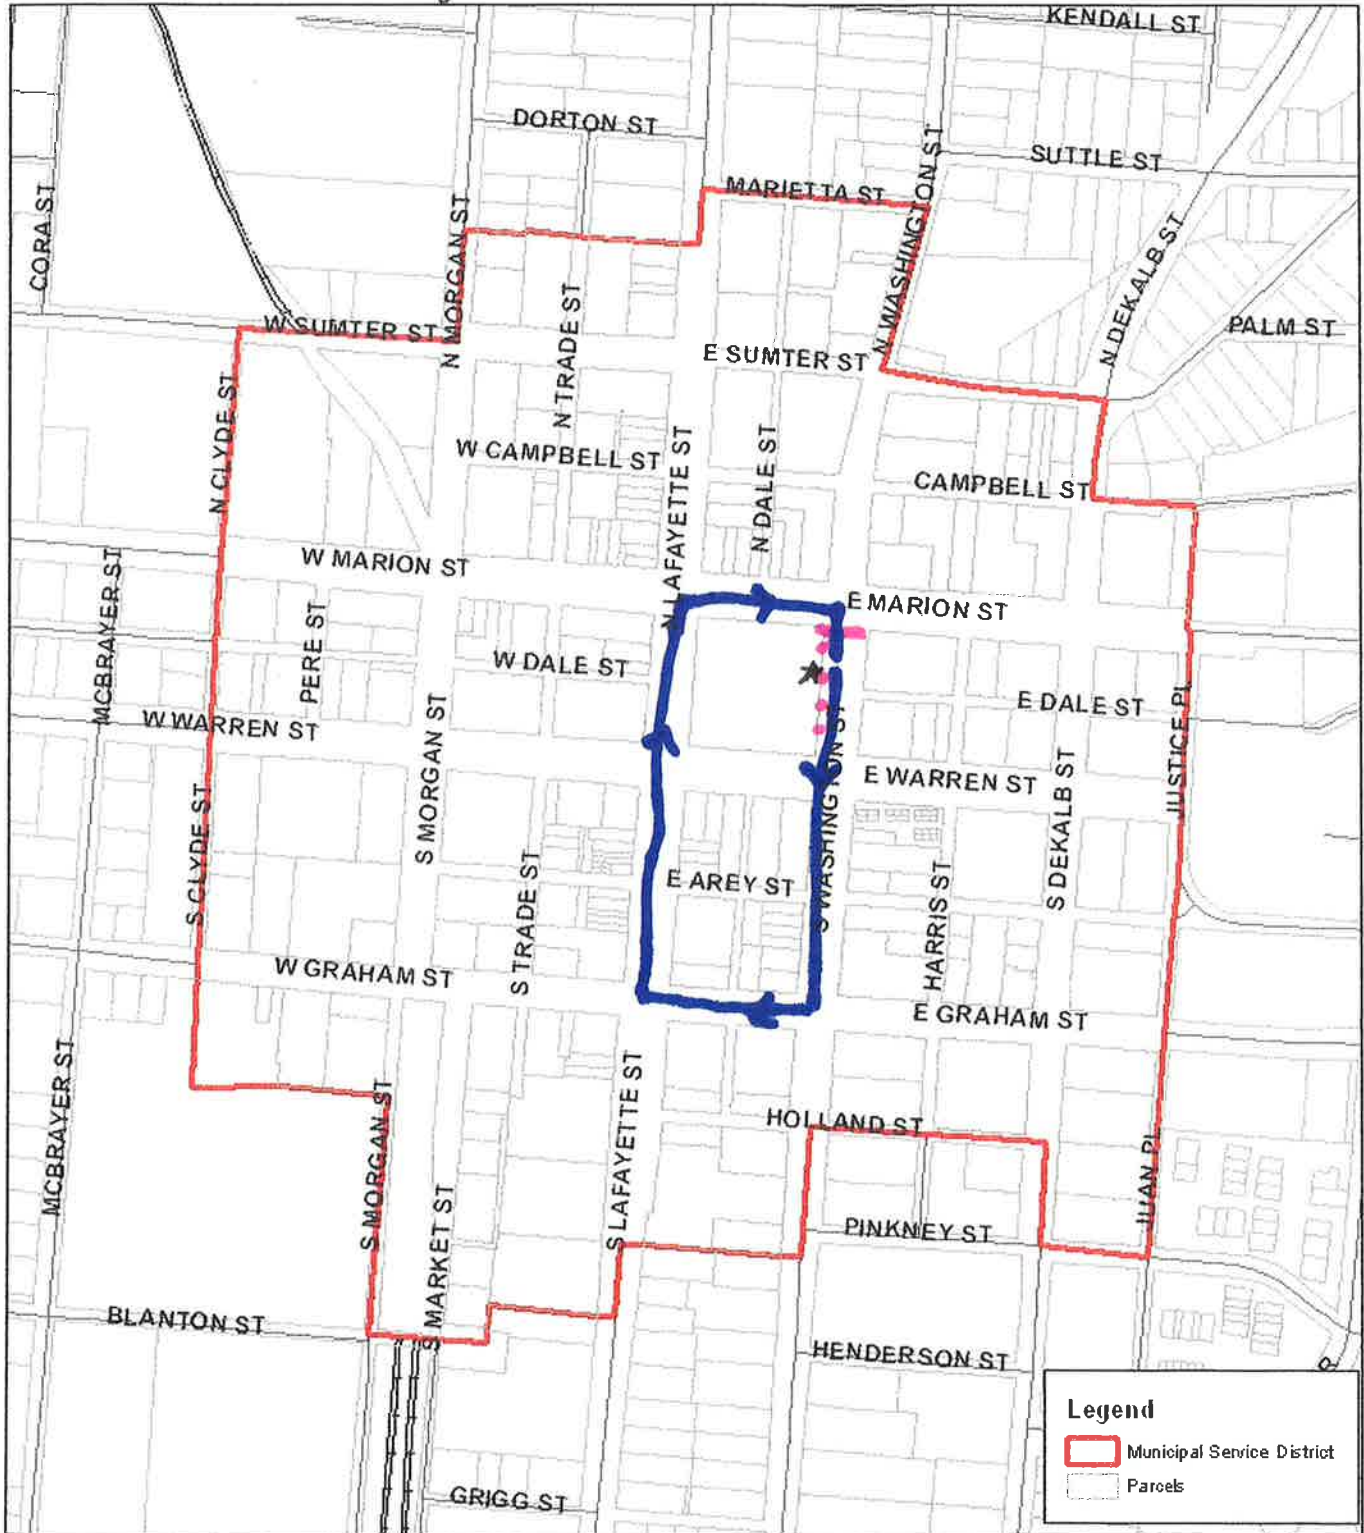 KENDALL ST
DORTON ST
SUTTLE ST
MARIETTA ST
N WASHINGTON ST
CORA ST
N MORGAN ST
N DEKALB ST
W SUMTER ST
N TRADE ST
PALM ST
E SUMTER ST
N CLYDE ST
W CAMPBELL ST
N LAFAYETTE ST
N DALE ST
CAMPBELL ST
W MARION ST
E MARION ST
MCBRAYER ST
PERE ST
W DALE ST
E DALE ST
JUSTICE PL
W WARREN ST
S MORGAN ST
S WASHINGTON ST
E WARREN ST
S DEKALB ST
S CLYDE ST
S TRADE ST
E AREY ST
HARRIS ST
W GRAHAM ST
E GRAHAM ST
MCBRAYER ST
S MORGAN ST
S LAFAYETTE ST
HOLLAND ST
JUAN PL
S MARKET ST
PINKNEY ST
BLANTON ST
HENDERSON ST
GRIGG ST
Legend
Municipal Service District
Parcels